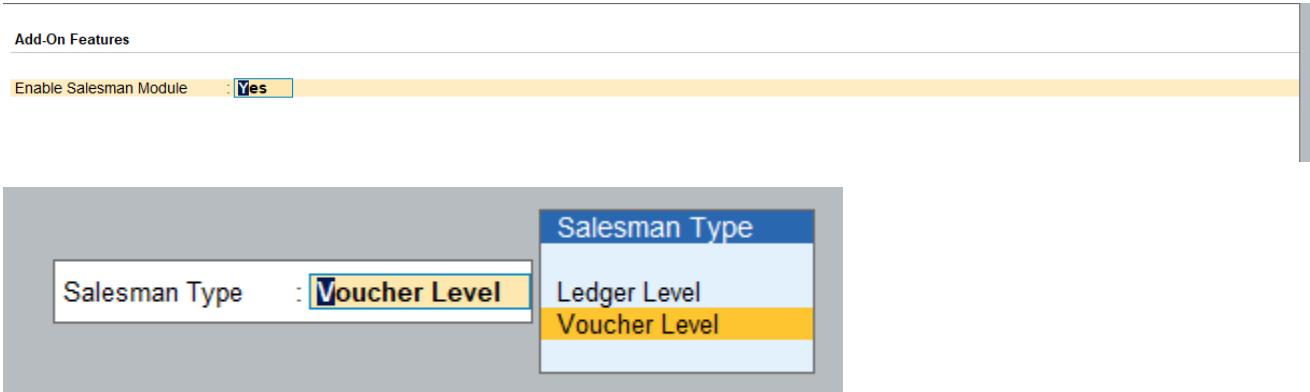 Add-On Features
Enable Salesman Module : Yes
Salesman Type : Voucher Level
Salesman Type
Ledger Level
Voucher Level